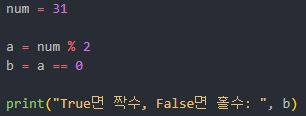 num = 31
a = num % 2
b = a == 0
print("True면 짝수, False면 홀수: ", b)